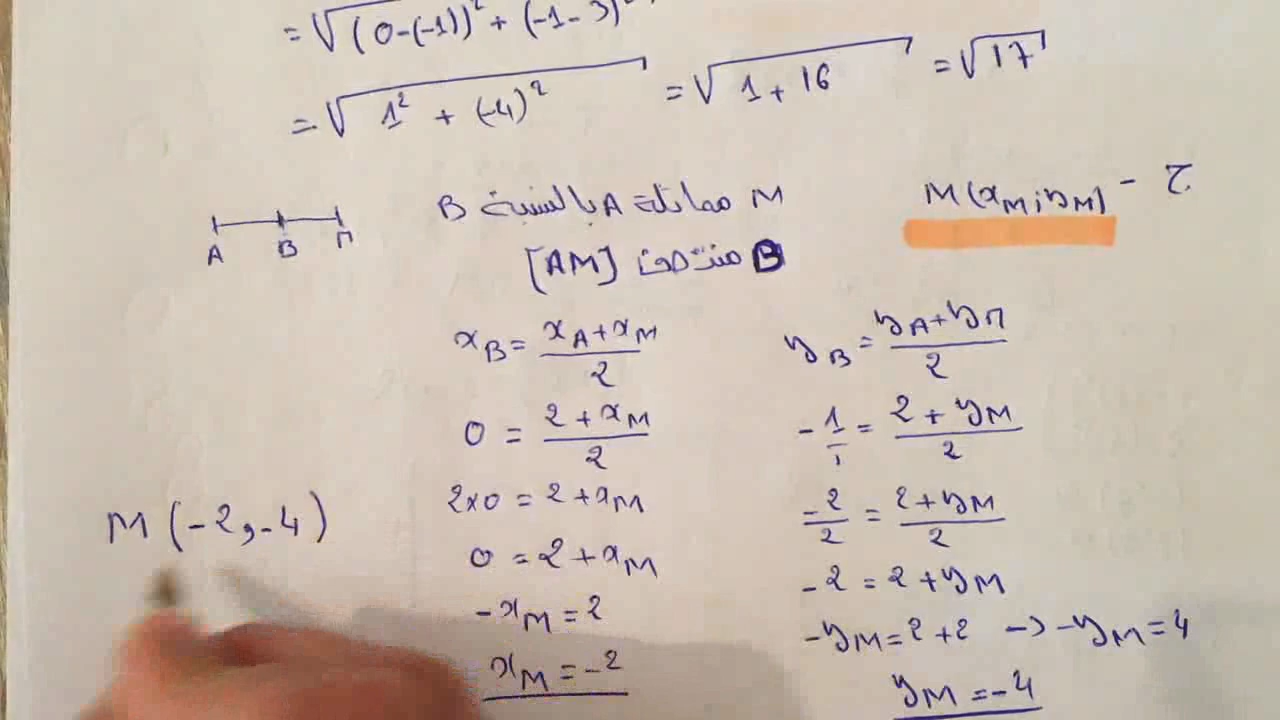 = √((0-(-1))² + (-1-3)²
= √(1² + (-4)²) = √(1 + 16) = √17
ج - M(xM; yM)
M مماثلة A بالنسبة B
A B M
B منتصف [AM]
xB = (xA + xM)/2
0 = (2 + xM)/2
2×0 = 2 + xM
0 = 2 + xM
-xM = 2
xM = -2
yB = (yA + yM)/2
-1/1 = (2 + yM)/2
-2/2 = (2 + yM)/2
-2 = 2 + yM
-yM = 2 + 2 → -yM = 4
yM = -4
M (-2, -4)